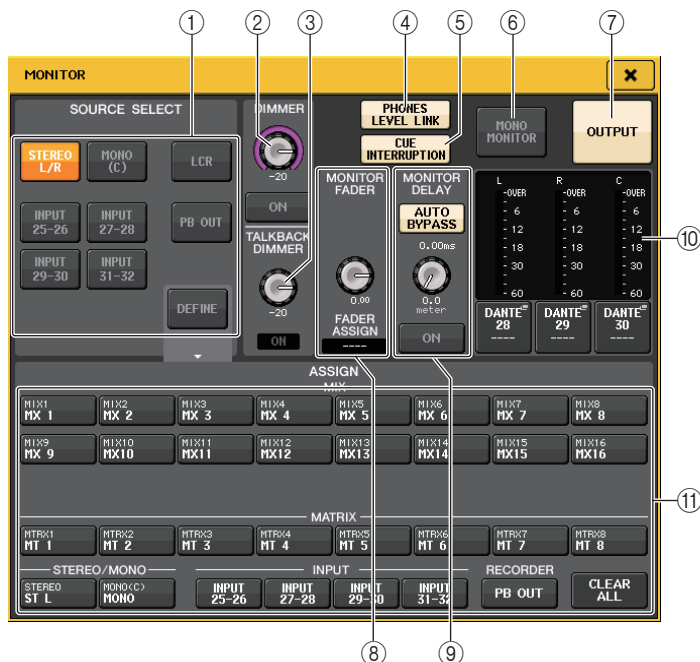 ① ② ③ ④ ⑤ ⑥ ⑦
MONITOR
SOURCE SELECT
STEREO L/R
MONO (C)
LCR
INPUT 25-26
INPUT 27-28
PB OUT
INPUT 29-30
INPUT 31-32
DEFINE
DIMMER
-20
ON
TALKBACK DIMMER
-20
ON
PHONES LEVEL LINK
CUE INTERRUPTION
MONITOR FADER
0.00
FADER ASSIGN
----
MONITOR DELAY
AUTO BYPASS
0.00ms
0.0
meter
ON
MONO MONITOR
OUTPUT
L R C
-OVER -OVER -OVER
- 6 - 6 - 6
- 12 - 12 - 12
- 18 - 18 - 18
- 30 - 30 - 30
- 60 - 60 - 60
⑩
DANTE 28 ----
DANTE 29 ----
DANTE 30 ----
ASSIGN
MIX
MIX1 MIX2 MIX3 MIX4 MIX5 MIX6 MIX7 MIX8
MX 1 MX 2 MX 3 MX 4 MX 5 MX 6 MX 7 MX 8
MIX9 MIX10 MIX11 MIX12 MIX13 MIX14 MIX15 MIX16
MX 9 MX10 MX11 MX12 MX13 MX14 MX15 MX16
⑪
MATRIX
MTRX1 MTRX2 MTRX3 MTRX4 MTRX5 MTRX6 MTRX7 MTRX8
MT 1 MT 2 MT 3 MT 4 MT 5 MT 6 MT 7 MT 8
STEREO/MONO INPUT RECORDER
STEREO ST L
MONO(C) MONO
INPUT 25-26
INPUT 27-28
INPUT 29-30
INPUT 31-32
PB OUT
CLEAR ALL
⑧ ⑨